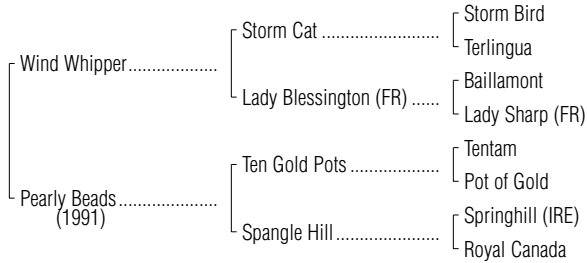 Storm Bird
Storm Cat ..........................
Terlingua
Wind Whipper....................
Baillamont
Lady Blessington (FR) ......
Lady Sharp (FR)
Tentam
Ten Gold Pots ....................
Pot of Gold
Pearly Beads......................
(1991)
Springhill (IRE)
Spangle Hill.......................
Royal Canada